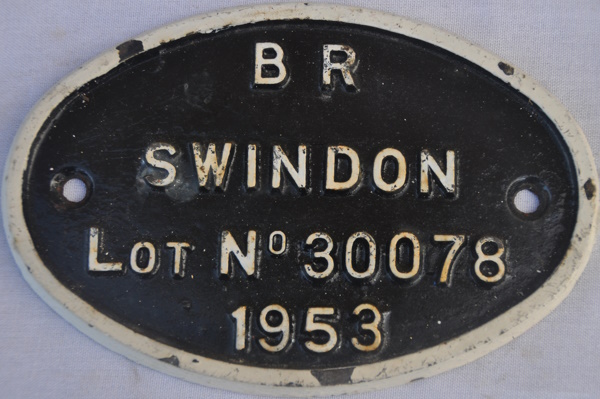 B R
SWINDON
LOT Nº 30078
1953